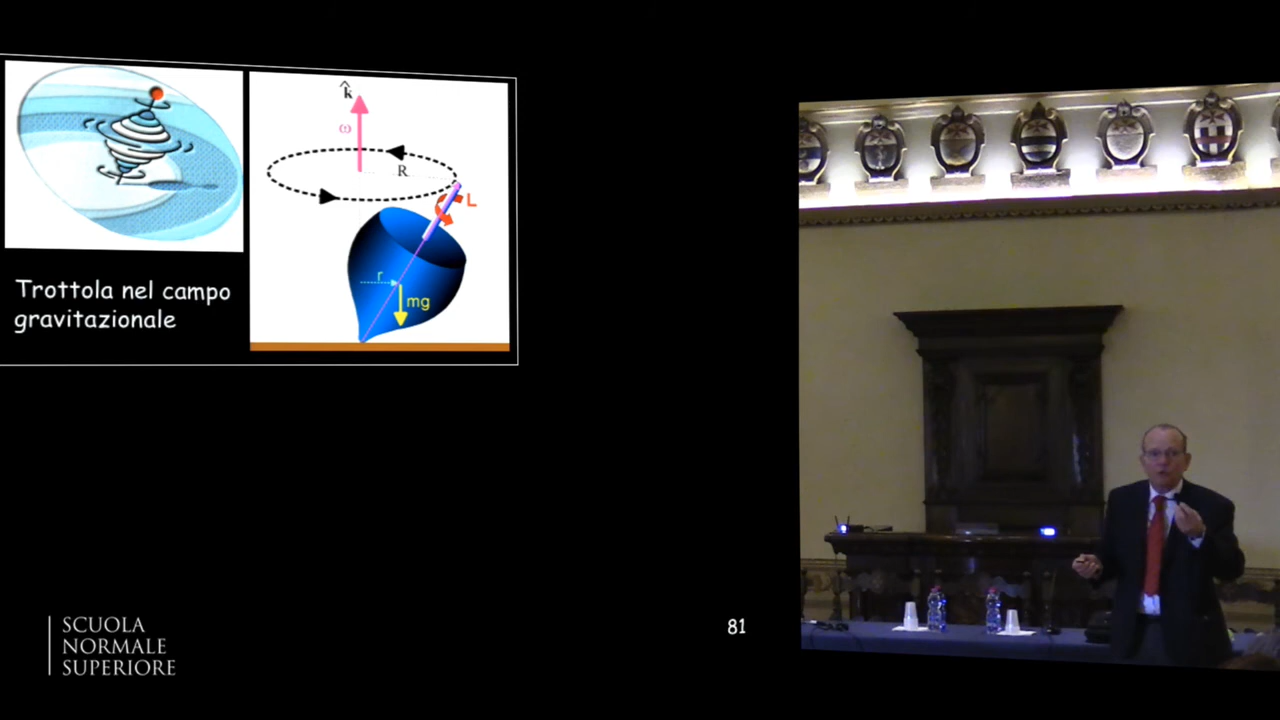 k̂
ω
R
L
r
mg
Trottola nel campo
gravitazionale
SCUOLA
NORMALE
SUPERIORE
81